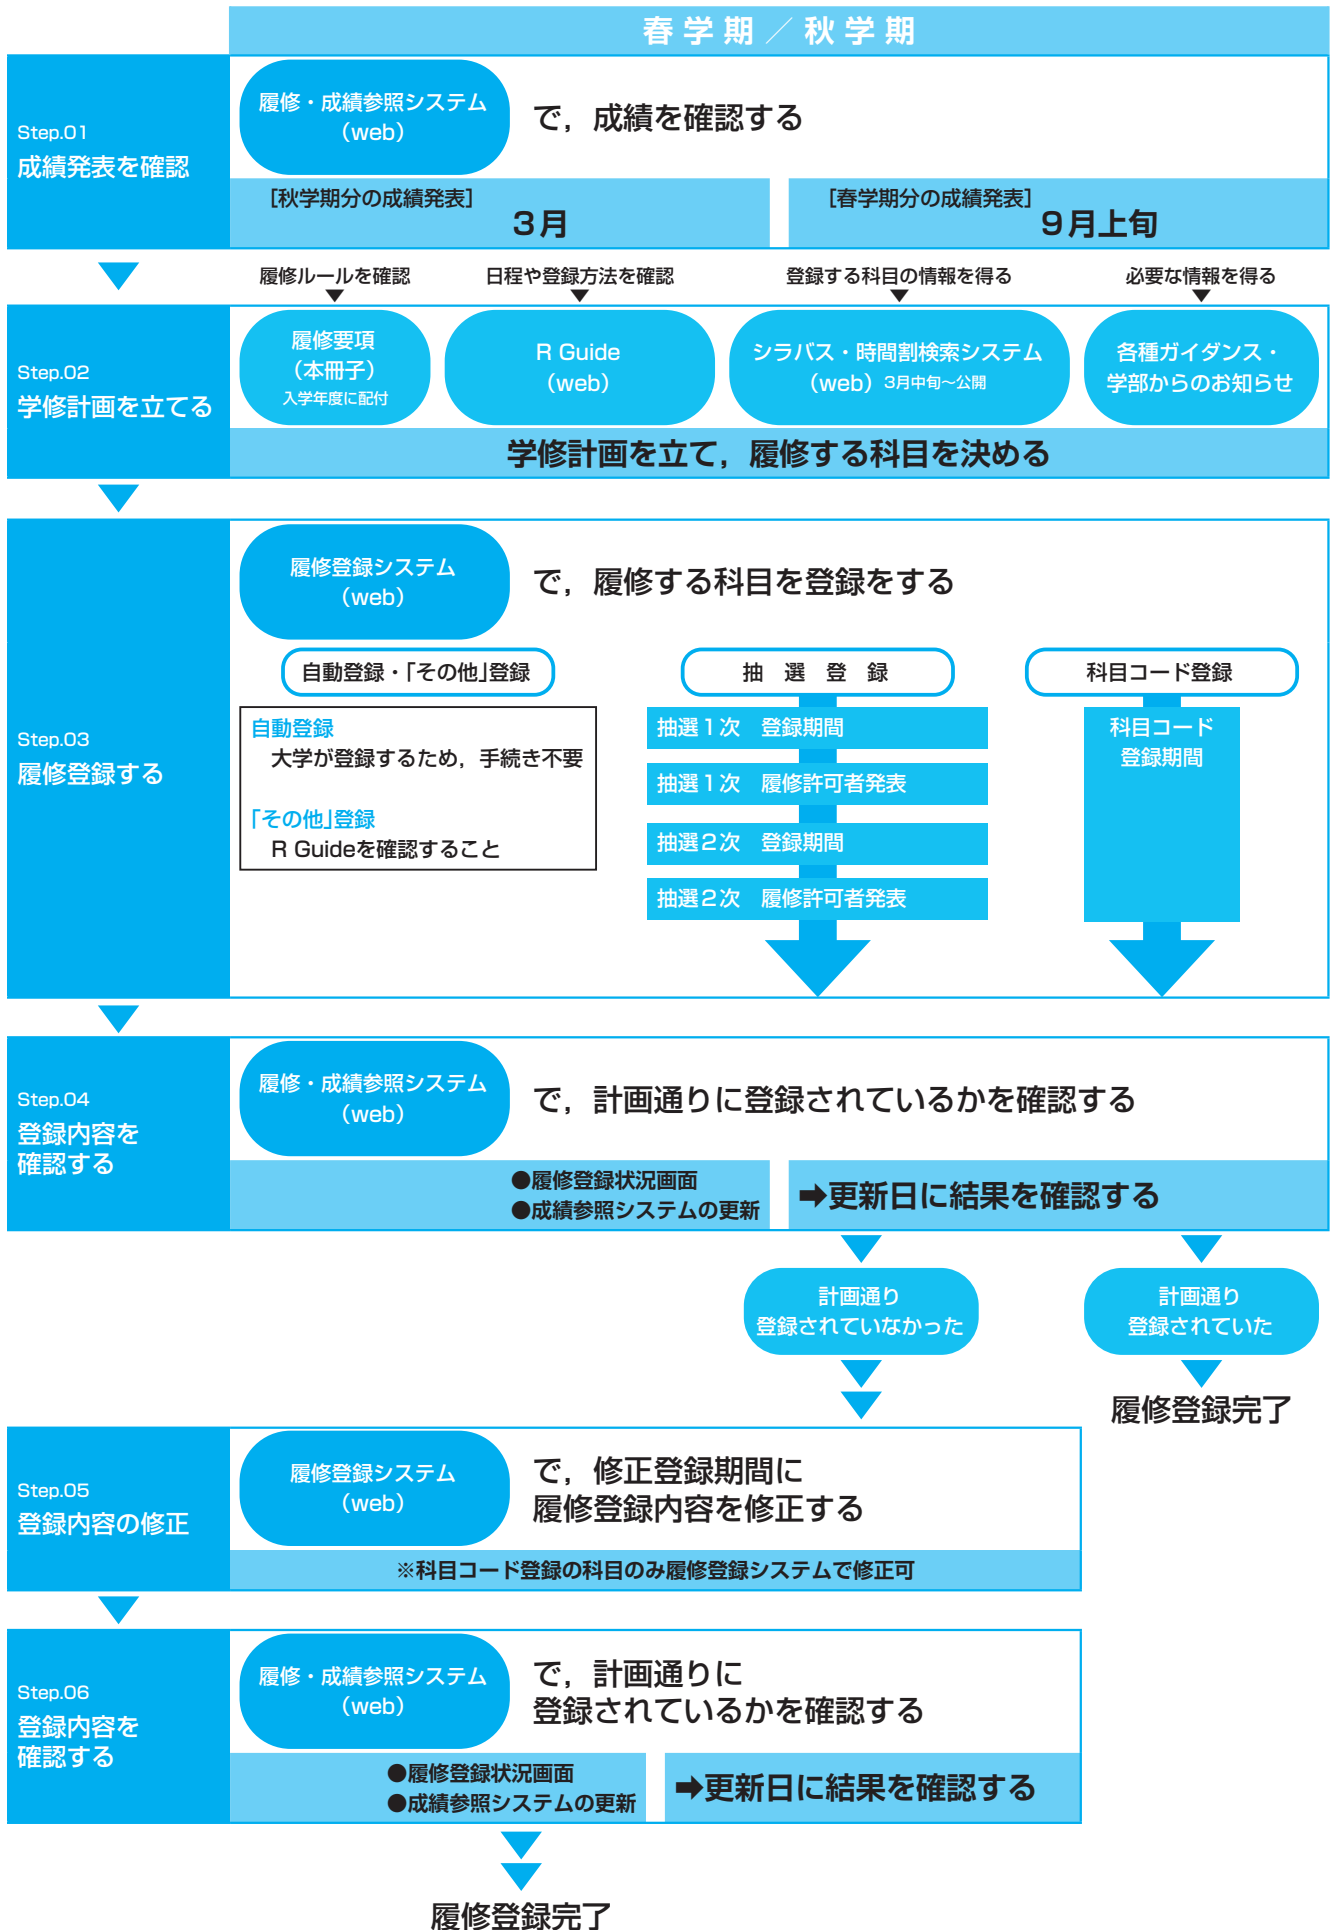 春学期／秋学期
Step.01
成績発表を確認
履修・成績参照システム
（web）
で，成績を確認する
［秋学期分の成績発表］
3月
［春学期分の成績発表］
9月上旬
履修ルールを確認
日程や登録方法を確認
登録する科目の情報を得る
必要な情報を得る
Step.02
学修計画を立てる
履修要項
（本冊子）
入学年度に配付
R Guide
（web）
シラバス・時間割検索システム
（web）3月中旬～公開
各種ガイダンス・
学部からのお知らせ
学修計画を立て，履修する科目を決める
Step.03
履修登録する
履修登録システム
（web）
で，履修する科目を登録をする
自動登録・「その他」登録
自動登録
大学が登録するため，手続き不要
「その他」登録
R Guideを確認すること
抽選登録
抽選1次　登録期間
抽選1次　履修許可者発表
抽選2次　登録期間
抽選2次　履修許可者発表
科目コード登録
科目コード
登録期間
Step.04
登録内容を
確認する
履修・成績参照システム
（web）
で，計画通りに登録されているかを確認する
●履修登録状況画面
●成績参照システムの更新
➡更新日に結果を確認する
計画通り
登録されていなかった
計画通り
登録されていた
履修登録完了
Step.05
登録内容の修正
履修登録システム
（web）
で，修正登録期間に
履修登録内容を修正する
※科目コード登録の科目のみ履修登録システムで修正可
Step.06
登録内容を
確認する
履修・成績参照システム
（web）
で，計画通りに
登録されているかを確認する
●履修登録状況画面
●成績参照システムの更新
➡更新日に結果を確認する
履修登録完了